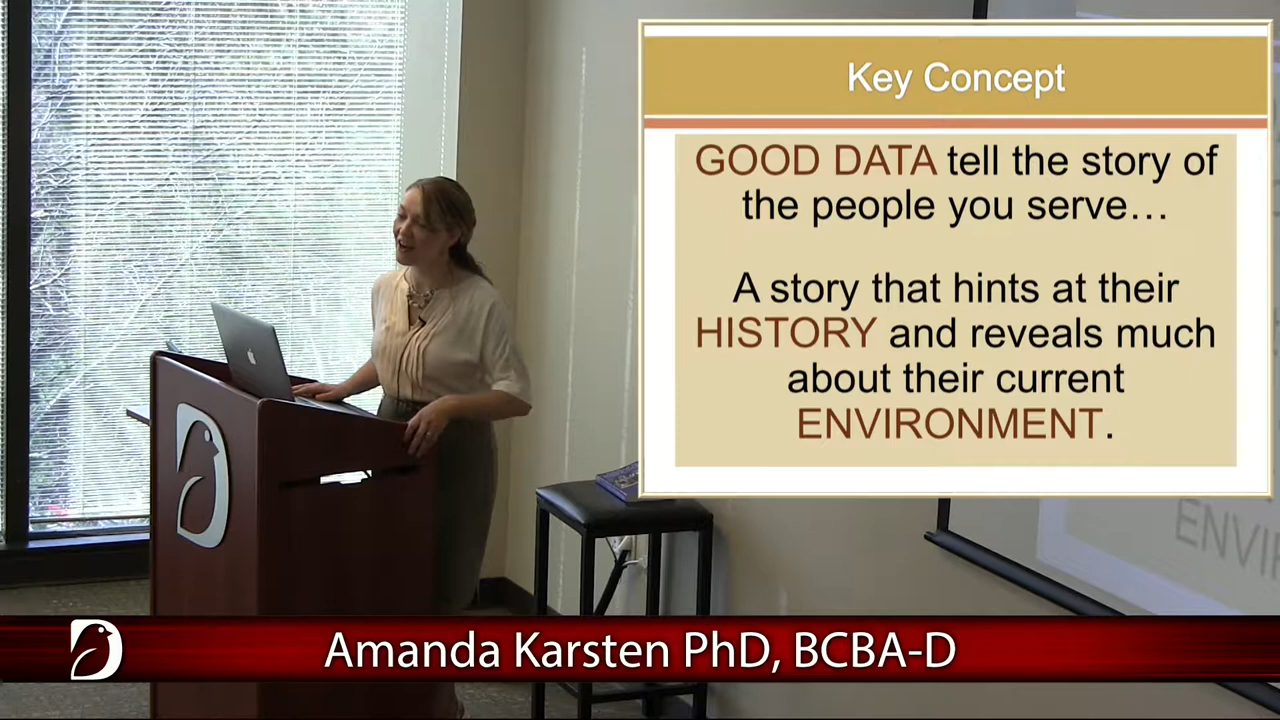 Key Concept
GOOD DATA tell the story of
the people you serve…
A story that hints at their
HISTORY and reveals much
about their current
ENVIRONMENT.
Amanda Karsten PhD, BCBA-D